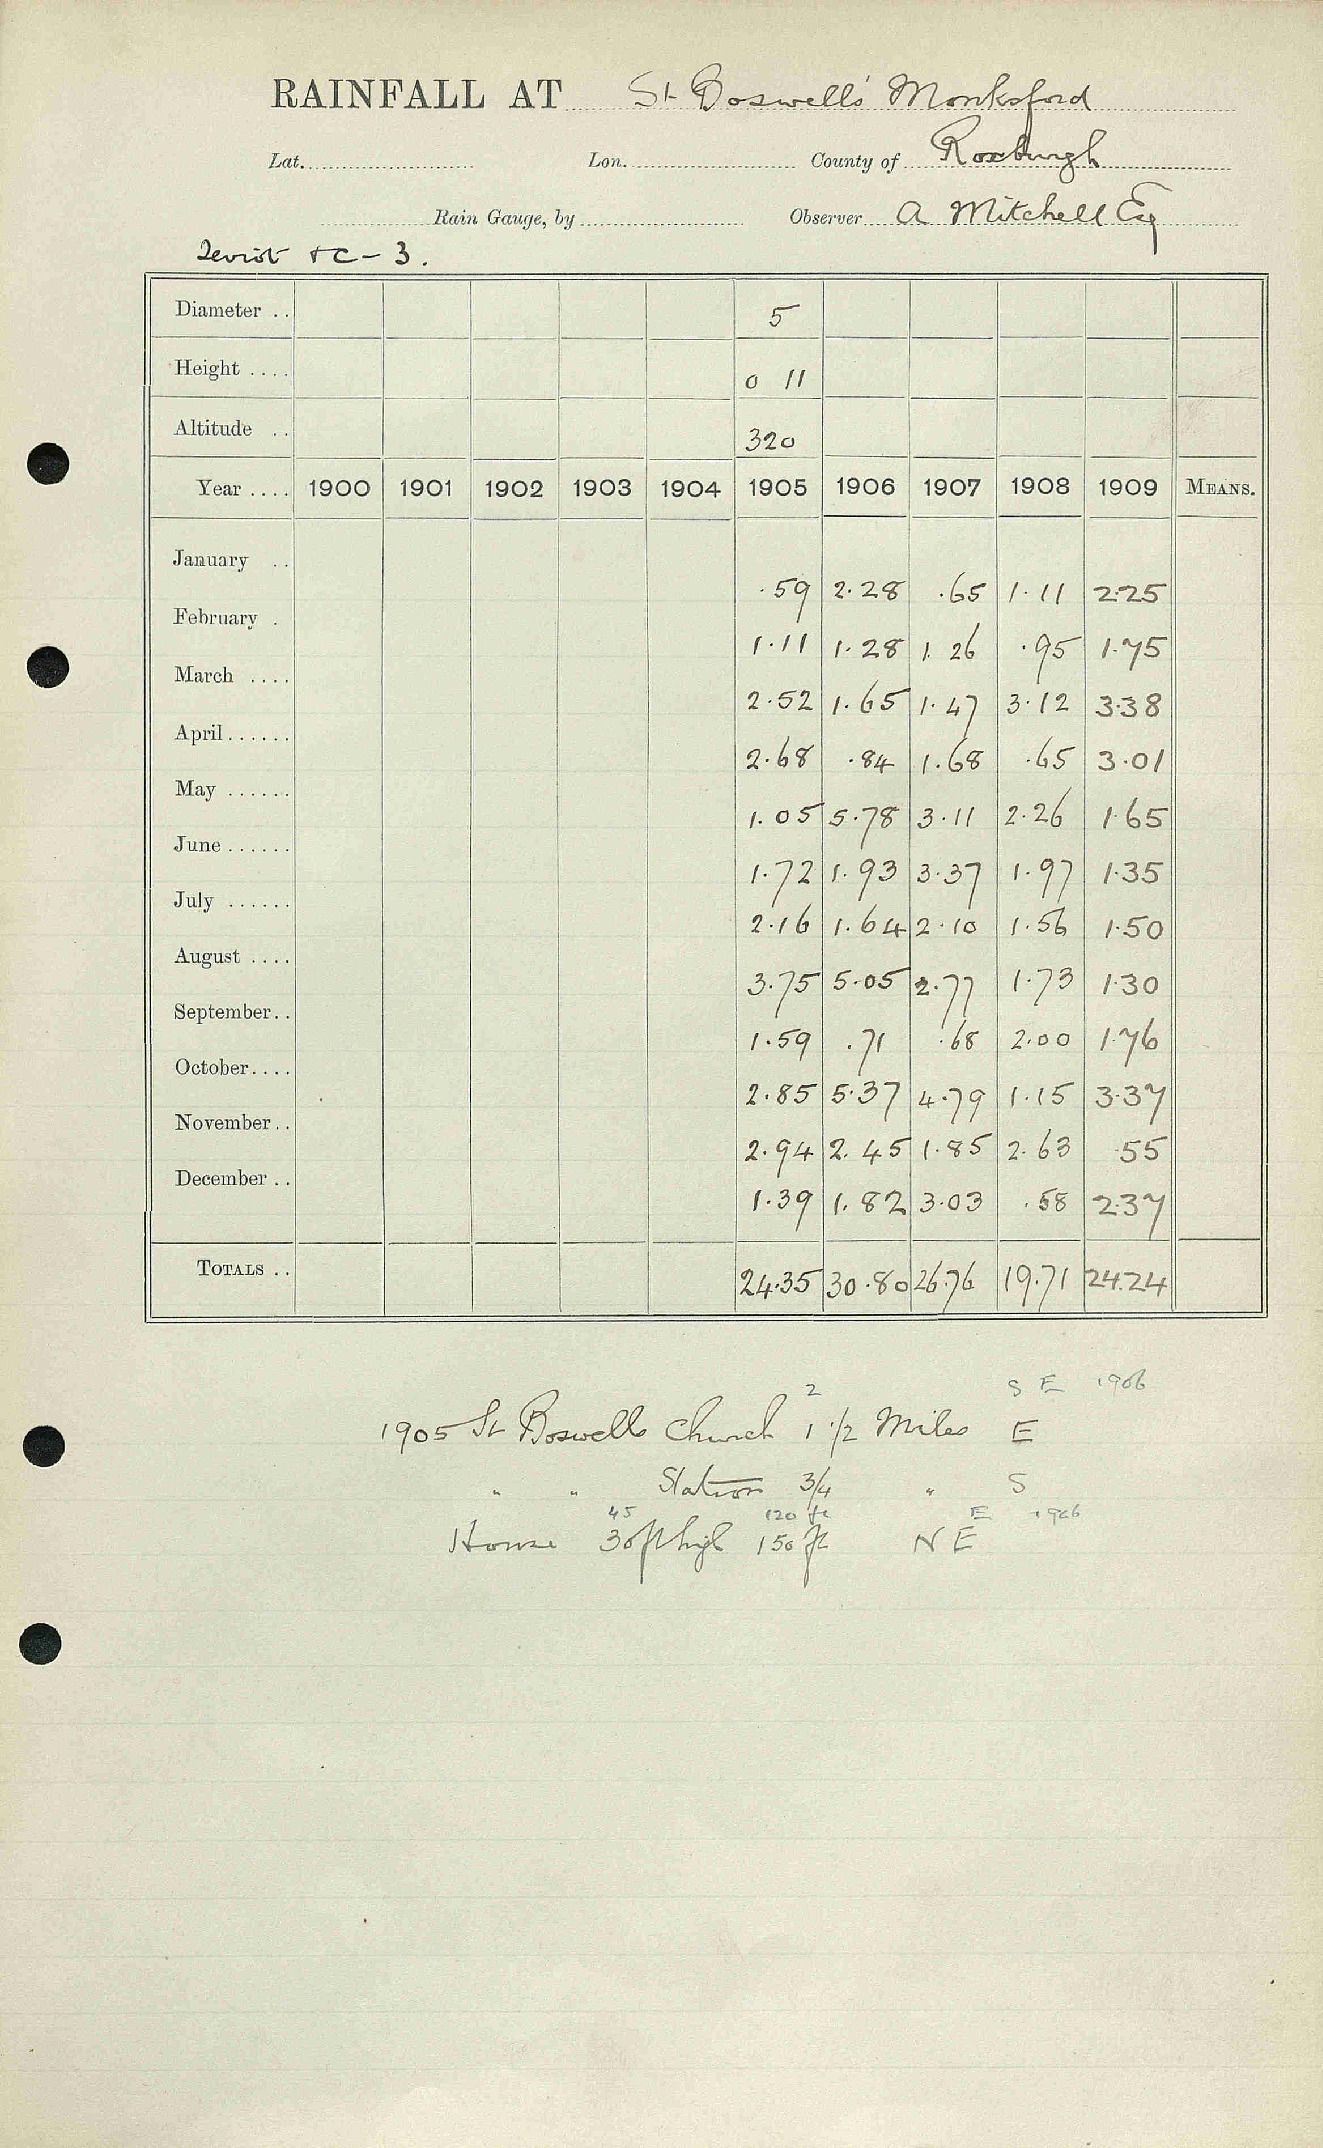 RAINFALL AT St Boswell's Monksford
Lat. Lon. County of Roxburgh
Rain Gauge, by Observer A Mitchell Esq
Teviot &c - 3.
Diameter .. 5
Height .... 0 11
Altitude .. 320
Year .... 1900 1901 1902 1903 1904 1905 1906 1907 1908 1909 MEANS.
January .. .59 2.28 .65 1.11 2.25
February . 1.11 1.28 1.26 .95 1.75
March .... 2.52 1.65 1.47 3.12 3.38
April...... 2.68 .84 1.68 .65 3.01
May ...... 1.05 5.78 3.11 2.26 1.65
June ...... 1.72 1.93 3.37 1.97 1.35
July ...... 2.16 1.64 2.10 1.56 1.50
August .... 3.75 5.05 2.77 1.73 1.30
September.. 1.59 .71 .68 2.00 1.76
October.... 2.85 5.37 4.79 1.15 3.37
November.. 2.94 2.45 1.85 2.63 .55
December .. 1.39 1.82 3.03 .58 2.37
TOTALS .. 24.35 30.80 26.76 19.71 24.24
2 S E 1906
1905 St Boswells Church 1 1/2 Miles E
" " Station 3/4 " S
45 120 ft E 1906
House 30ft high 150 ft N E